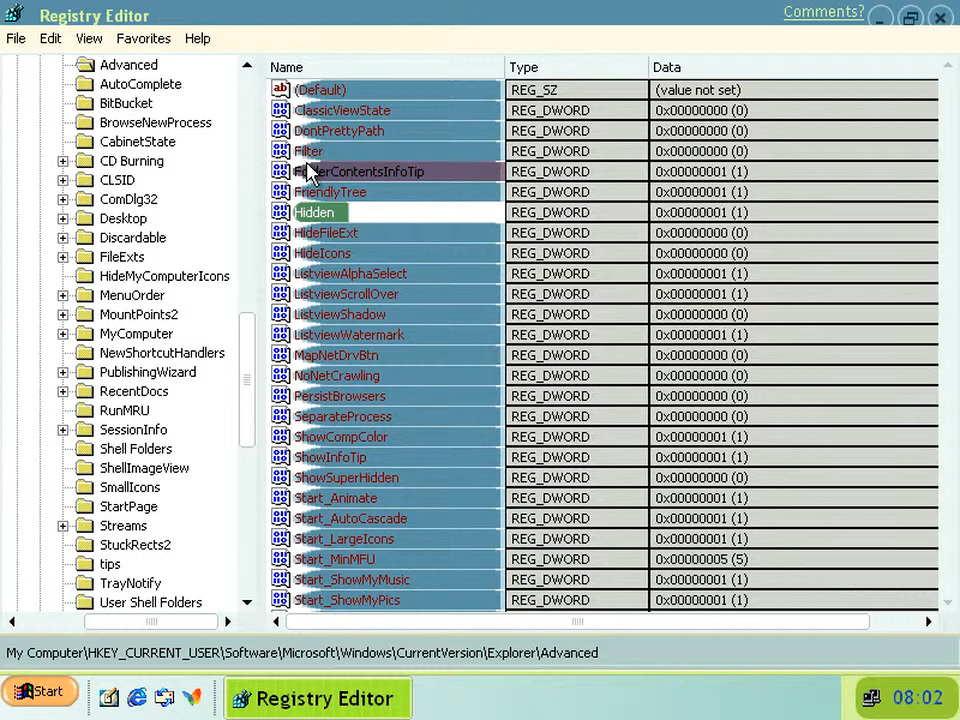 Registry Editor
Comments?
File Edit View Favorites Help
Advanced
AutoComplete
BitBucket
BrowseNewProcess
CabinetState
CD Burning
CLSID
ComDlg32
Desktop
Discardable
FileExts
HideMyComputerIcons
MenuOrder
MountPoints2
MyComputer
NewShortcutHandlers
PublishingWizard
RecentDocs
RunMRU
SessionInfo
Shell Folders
ShellImageView
SmallIcons
StartPage
Streams
StuckRects2
tips
TrayNotify
User Shell Folders
Name Type Data
(Default) REG_SZ (value not set)
ClassicViewState REG_DWORD 0x00000000 (0)
DontPrettyPath REG_DWORD 0x00000000 (0)
Filter REG_DWORD 0x00000000 (0)
FolderContentsInfoTip REG_DWORD 0x00000001 (1)
FriendlyTree REG_DWORD 0x00000001 (1)
Hidden REG_DWORD 0x00000001 (1)
HideFileExt REG_DWORD 0x00000000 (0)
HideIcons REG_DWORD 0x00000000 (0)
ListviewAlphaSelect REG_DWORD 0x00000001 (1)
ListviewScrollOver REG_DWORD 0x00000001 (1)
ListviewShadow REG_DWORD 0x00000001 (1)
ListviewWatermark REG_DWORD 0x00000001 (1)
MapNetDrvBtn REG_DWORD 0x00000000 (0)
NoNetCrawling REG_DWORD 0x00000000 (0)
PersistBrowsers REG_DWORD 0x00000000 (0)
SeparateProcess REG_DWORD 0x00000000 (0)
ShowCompColor REG_DWORD 0x00000001 (1)
ShowInfoTip REG_DWORD 0x00000001 (1)
ShowSuperHidden REG_DWORD 0x00000000 (0)
Start_Animate REG_DWORD 0x00000001 (1)
Start_AutoCascade REG_DWORD 0x00000001 (1)
Start_LargeIcons REG_DWORD 0x00000001 (1)
Start_MinMFU REG_DWORD 0x00000005 (5)
Start_ShowMyMusic REG_DWORD 0x00000001 (1)
Start_ShowMyPics REG_DWORD 0x00000001 (1)
My Computer\HKEY_CURRENT_USER\Software\Microsoft\Windows\CurrentVersion\Explorer\Advanced
Start
Registry Editor
08:02